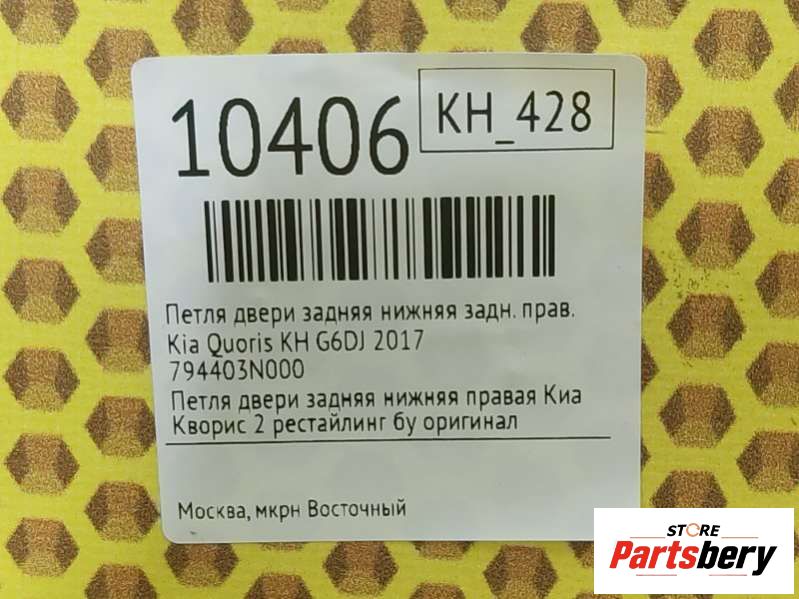 10406
KH_428
Петля двери задняя нижняя задн. прав.
Kia Quoris KH G6DJ 2017
794403N000
Петля двери задняя нижняя правая Киа
Кворис 2 рестайлинг бу оригинал
Москва, мкрн Восточный
STORE
Partsbery